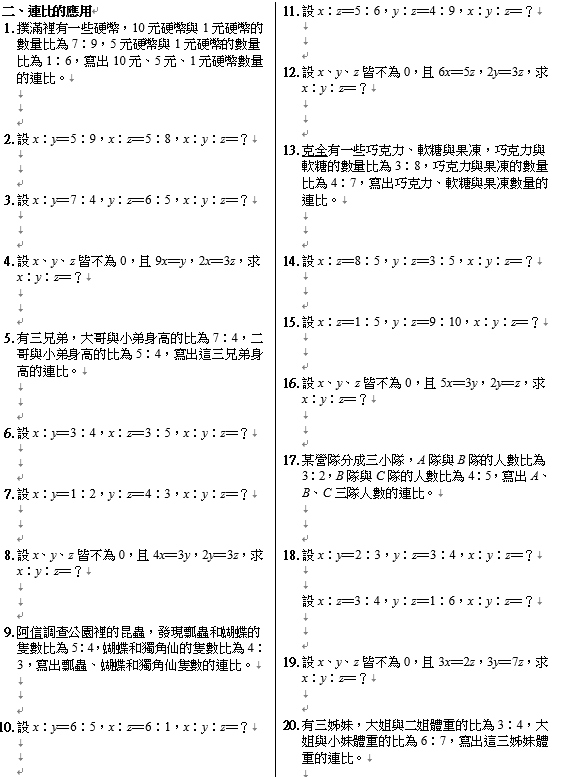 二、連比的應用
1. 撲滿裡有一些硬幣，10 元硬幣與 1 元硬幣的
數量比為 7：9，5 元硬幣與 1 元硬幣的數量
比為 1：6，寫出 10 元、5 元、1 元硬幣數量
的連比。
2. 設 x：y＝5：9，x：z＝5：8，x：y：z＝？
3. 設 x：y＝7：4，y：z＝6：5，x：y：z＝？
4. 設 x、y、z 皆不為 0，且 9x＝y，2x＝3z，求
x：y：z＝？
5. 有三兄弟，大哥與小弟身高的比為 7：4，二
哥與小弟身高的比為 5：4，寫出這三兄弟身
高的連比。
6. 設 x：y＝3：4，x：z＝3：5，x：y：z＝？
7. 設 x：y＝1：2，y：z＝4：3，x：y：z＝？
8. 設 x、y、z 皆不為 0，且 4x＝3y，2y＝3z，求
x：y：z＝？
9. 阿信調查公園裡的昆蟲，發現瓢蟲和蝴蝶的
隻數比為 5：4，蝴蝶和獨角仙的隻數比為 4：
3，寫出瓢蟲、蝴蝶和獨角仙隻數的連比。
10. 設 x：y＝6：5，x：z＝6：1，x：y：z＝？
11. 設 x：z＝5：6，y：z＝4：9，x：y：z＝？
12. 設 x、y、z 皆不為 0，且 6x＝5z，2y＝3z，求
x：y：z＝？
13. 克全有一些巧克力、軟糖與果凍，巧克力與
軟糖的數量比為 3：8，巧克力與果凍的數量
比為 4：7，寫出巧克力、軟糖與果凍數量的
連比。
14. 設 x：z＝8：5，y：z＝3：5，x：y：z＝？
15. 設 x：z＝1：5，y：z＝9：10，x：y：z＝？
16. 設 x、y、z 皆不為 0，且 5x＝3y，2y＝z，求
x：y：z＝？
17. 某營隊分成三小隊，A 隊與 B 隊的人數比為
3：2，B 隊與 C 隊的人數比為 4：5，寫出 A、
B、C 三隊人數的連比。
18. 設 x：y＝2：3，y：z＝3：4，x：y：z＝？
設 x：z＝3：4，y：z＝1：6，x：y：z＝？
19. 設 x、y、z 皆不為 0，且 3x＝2z，3y＝7z，求
x：y：z＝？
20. 有三姊妹，大姐與二姐體重的比為 3：4，大
姐與小妹體重的比為 6：7，寫出這三姊妹體
重的連比。